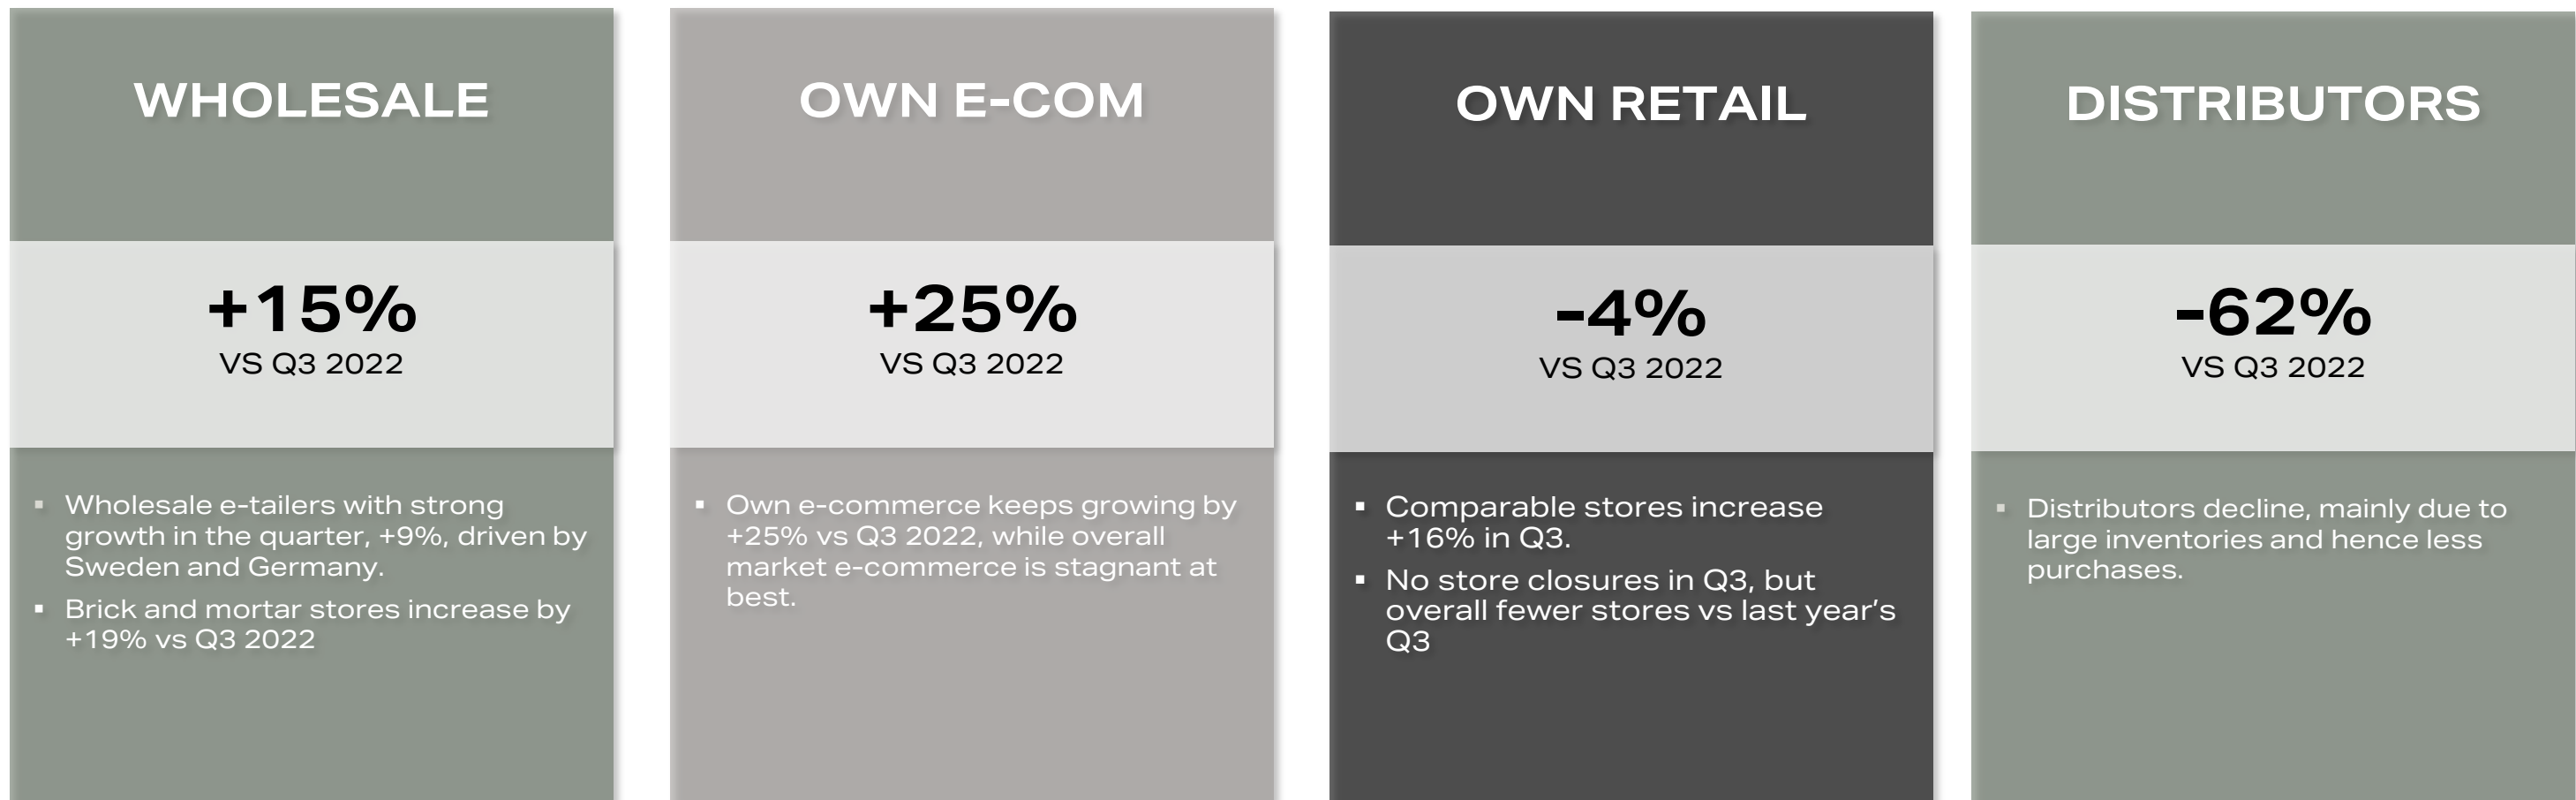 WHOLESALE
+15%
VS Q3 2022
▪ Wholesale e-tailers with strong
growth in the quarter, +9%, driven by
Sweden and Germany.
▪ Brick and mortar stores increase by
+19% vs Q3 2022
OWN E-COM
+25%
VS Q3 2022
▪ Own e-commerce keeps growing by
+25% vs Q3 2022, while overall
market e-commerce is stagnant at
best.
OWN RETAIL
-4%
VS Q3 2022
▪ Comparable stores increase
+16% in Q3.
▪ No store closures in Q3, but
overall fewer stores vs last year’s
Q3
DISTRIBUTORS
-62%
VS Q3 2022
▪ Distributors decline, mainly due to
large inventories and hence less
purchases.